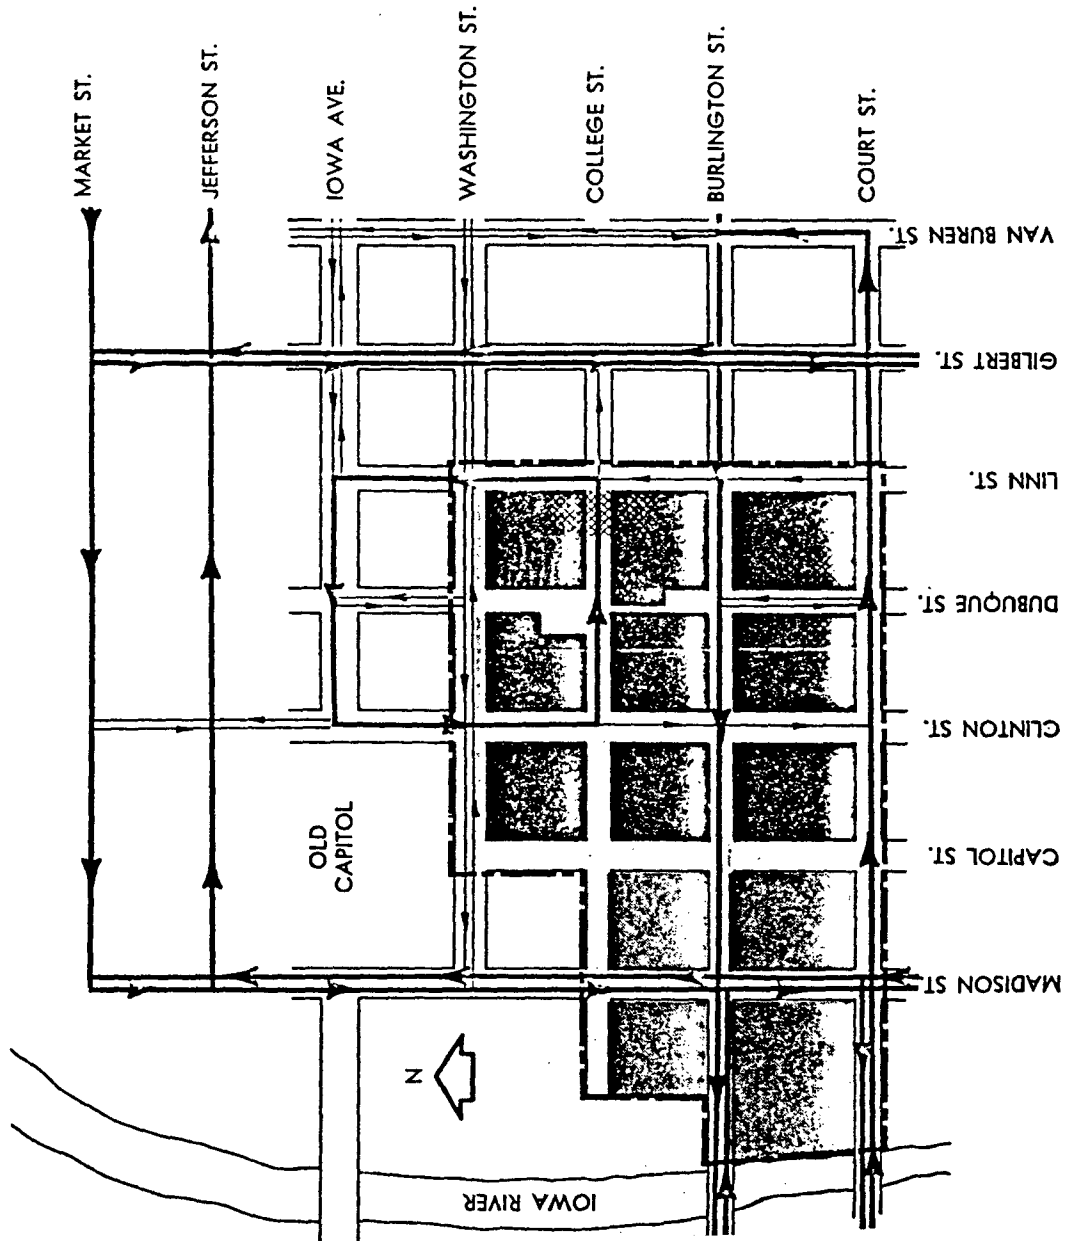 MARKET ST.
JEFFERSON ST.
IOWA AVE.
WASHINGTON ST.
COLLEGE ST.
BURLINGTON ST.
COURT ST.
VAN BUREN ST.
GILBERT ST.
LINN ST.
DUBUQUE ST.
CLINTON ST.
CAPITOL ST.
MADISON ST.
OLD
CAPITOL
N
IOWA RIVER